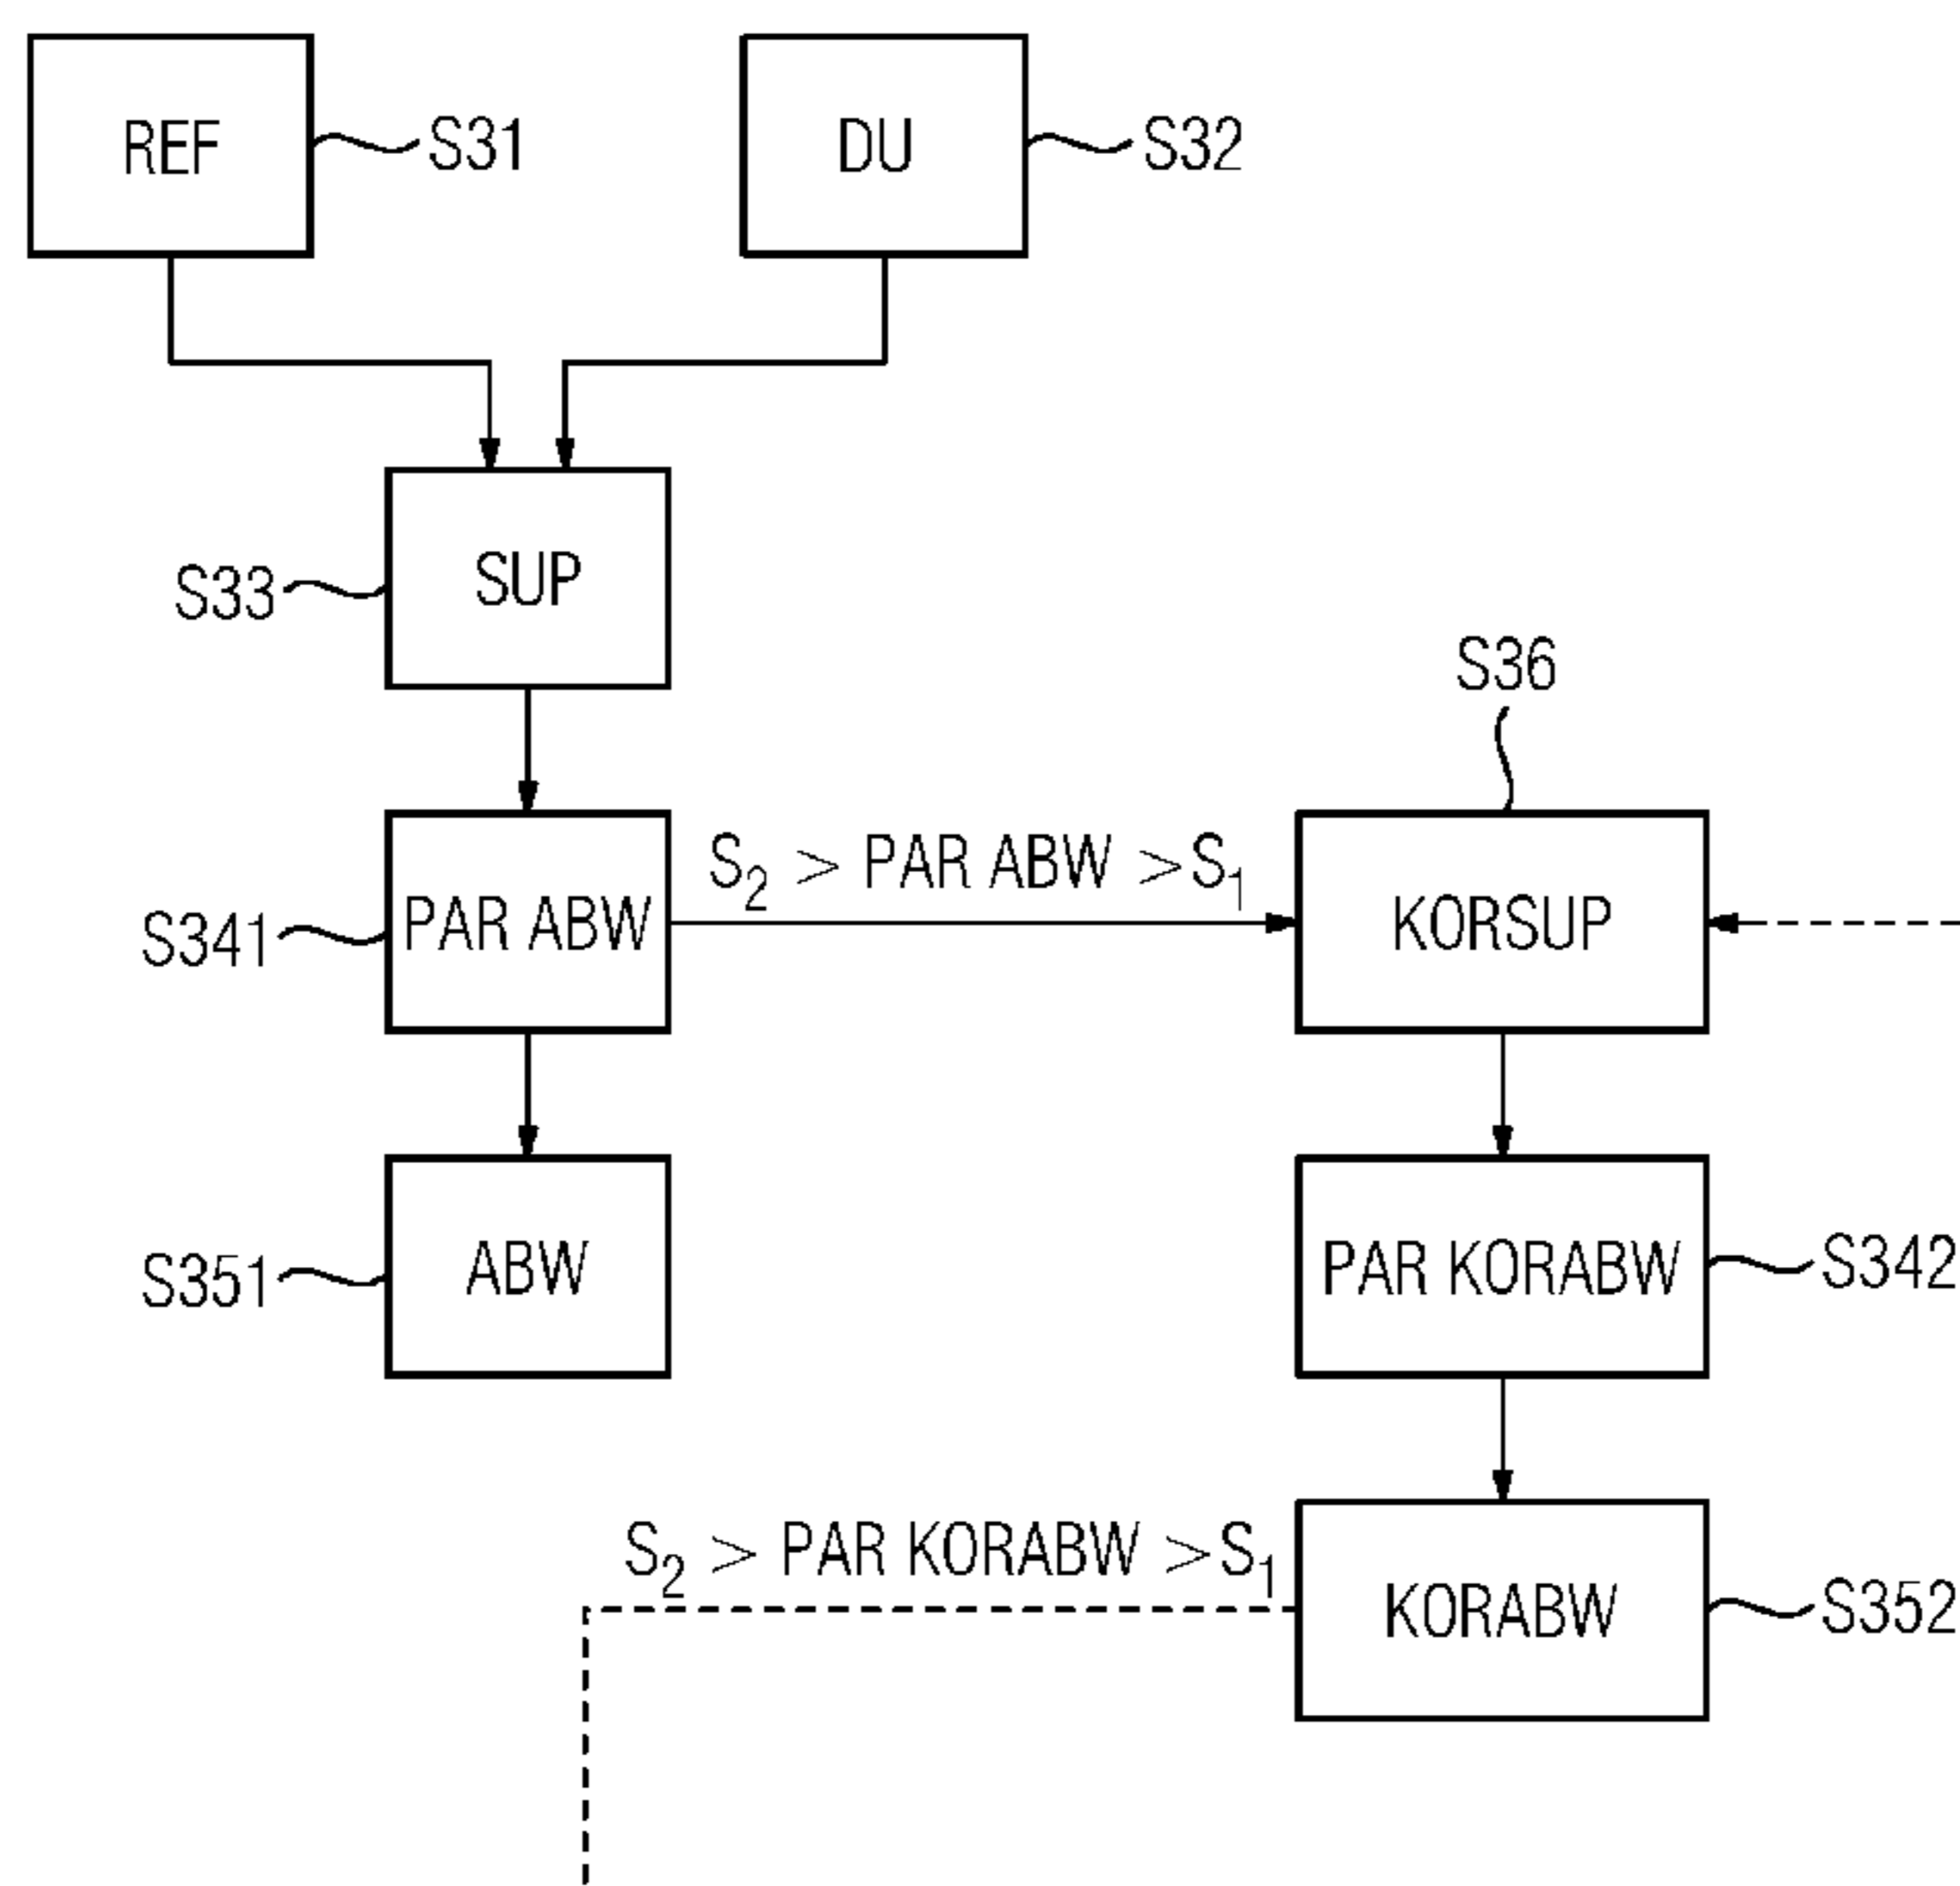 REF
S31
DU
S32
SUP
S33
S36
S₂ > PAR ABW >S₁
S341
PAR ABW
KORSUP
S351
ABW
PAR KORABW
S342
S₂ > PAR KORABW >S₁
KORABW
S352